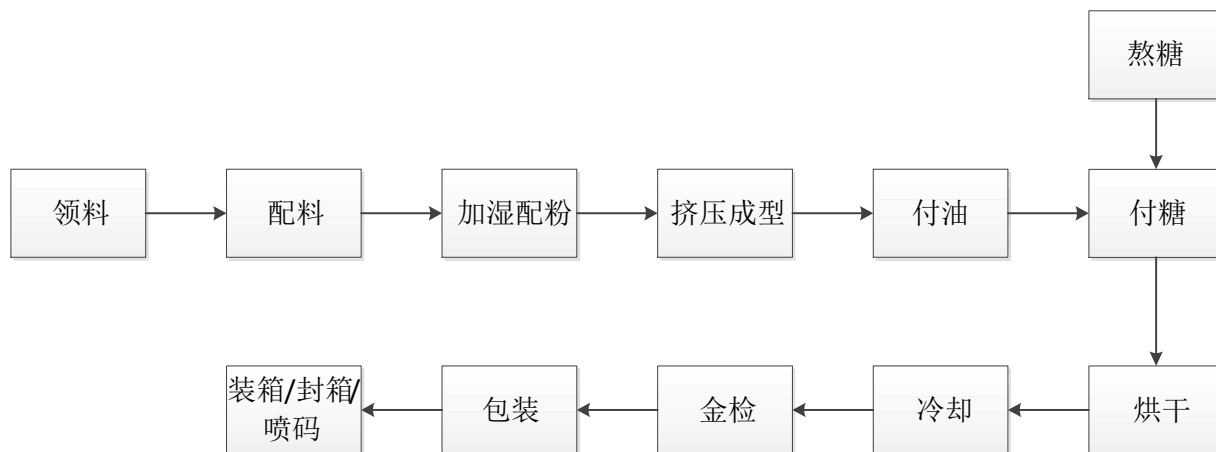 熬糖
领料
配料
加湿配粉
挤压成型
付油
付糖
装箱/封箱/
喷码
包装
金检
冷却
烘干